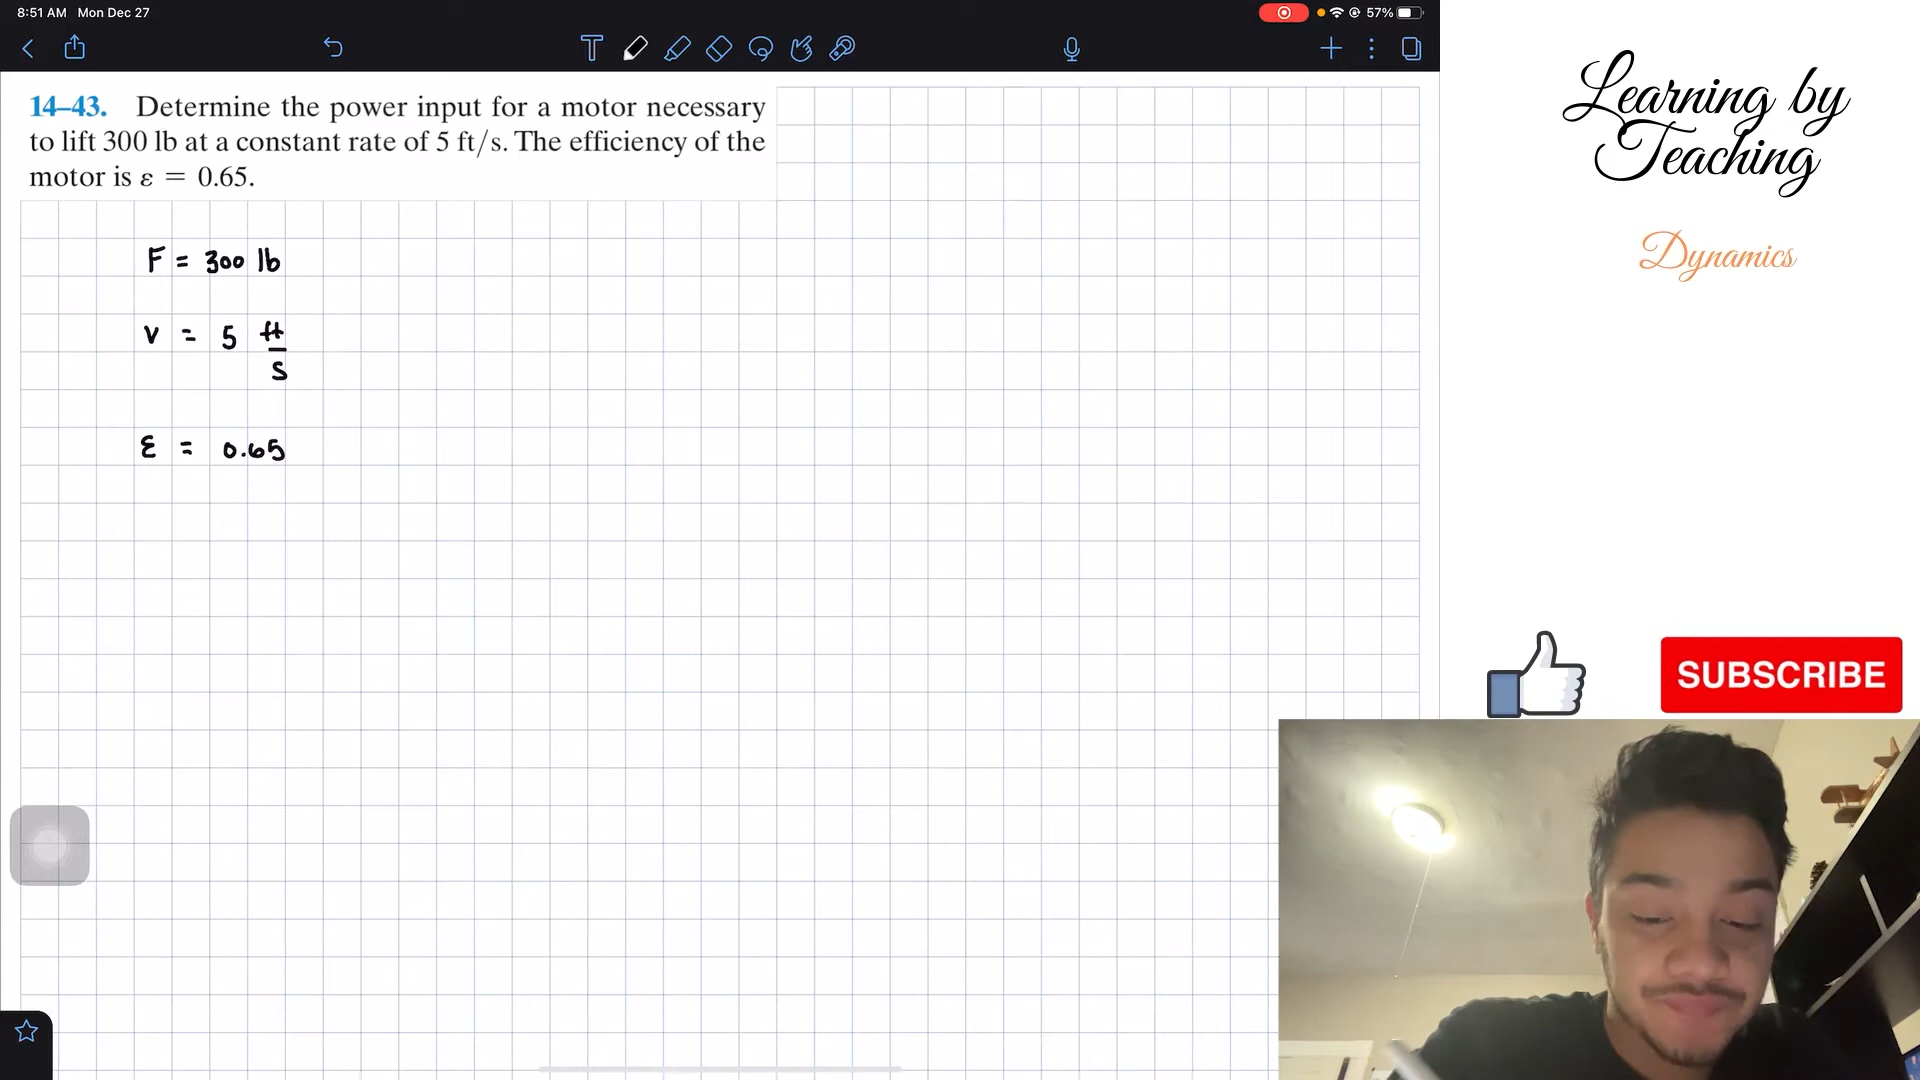 8:51 AM Mon Dec 27
57%
14–43. Determine the power input for a motor necessary
to lift 300 lb at a constant rate of 5 ft/s. The efficiency of the
motor is ε = 0.65.
F = 300 lb
v = 5 ft/s
ε = 0.65
Learning by
Teaching
Dynamics
SUBSCRIBE